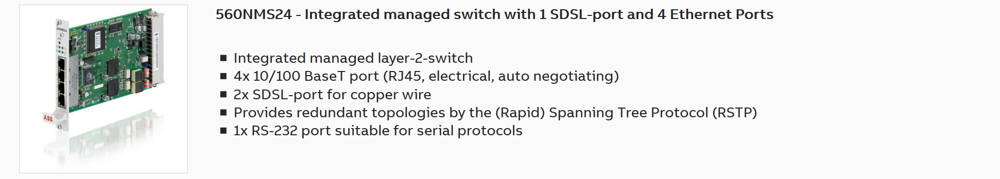 560NMS24 - Integrated managed switch with 1 SDSL-port and 4 Ethernet Ports
■ Integrated managed layer-2-switch
■ 4x 10/100 BaseT port (RJ45, electrical, auto negotiating)
■ 2x SDSL-port for copper wire
■ Provides redundant topologies by the (Rapid) Spanning Tree Protocol (RSTP)
■ 1x RS-232 port suitable for serial protocols
560NMS24
ABB